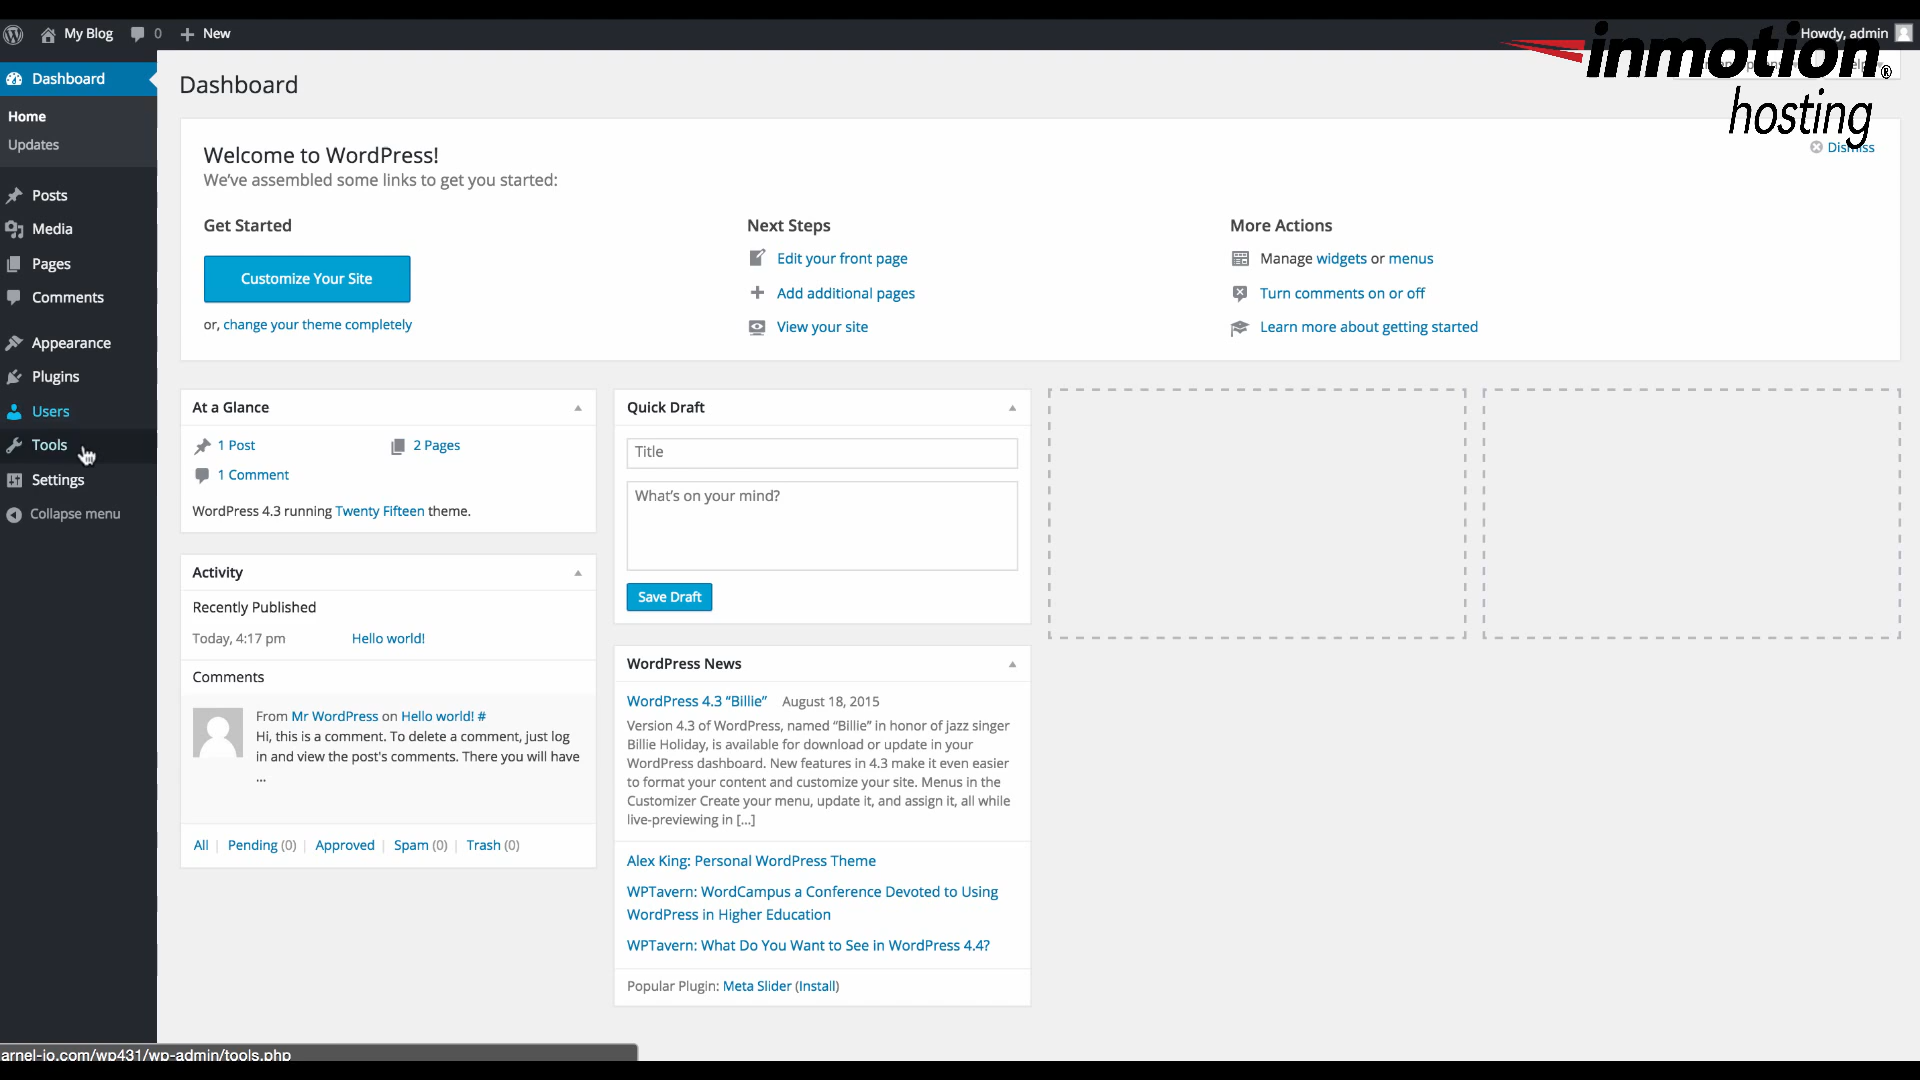 My Blog
0
New
Howdy, admin
inmotion®
hosting
Dashboard
Home
Updates
Posts
Media
Pages
Comments
Appearance
Plugins
Users
Tools
Settings
Collapse menu
Dashboard
Welcome to WordPress!
We've assembled some links to get you started:
Dismiss
Get Started
Customize Your Site
or, change your theme completely
Next Steps
Edit your front page
Add additional pages
View your site
More Actions
Manage widgets or menus
Turn comments on or off
Learn more about getting started
At a Glance
1 Post
2 Pages
1 Comment
WordPress 4.3 running Twenty Fifteen theme.
Activity
Recently Published
Today, 4:17 pm
Hello world!
Comments
From Mr WordPress on Hello world! #
Hi, this is a comment. To delete a comment, just log
in and view the post's comments. There you will have
...
All | Pending (0) | Approved | Spam (0) | Trash (0)
Quick Draft
Title
What's on your mind?
Save Draft
WordPress News
WordPress 4.3 “Billie” August 18, 2015
Version 4.3 of WordPress, named “Billie” in honor of jazz singer
Billie Holiday, is available for download or update in your
WordPress dashboard. New features in 4.3 make it even easier
to format your content and customize your site. Menus in the
Customizer Create your menu, update it, and assign it, all while
live-previewing in [...]
Alex King: Personal WordPress Theme
WPTavern: WordCampus a Conference Devoted to Using
WordPress in Higher Education
WPTavern: What Do You Want to See in WordPress 4.4?
Popular Plugin: Meta Slider (Install)
arnel-io.com/wp431/wp-admin/tools.php